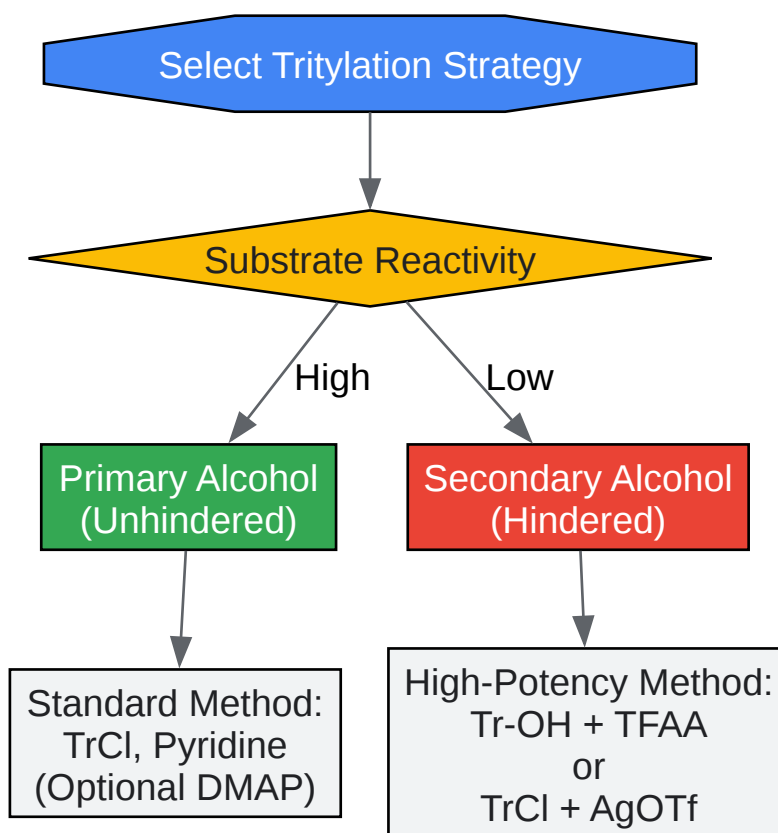 Select Tritylation Strategy
Substrate Reactivity
High
Low
Primary Alcohol
(Unhindered)
Secondary Alcohol
(Hindered)
Standard Method:
TrCl, Pyridine
(Optional DMAP)
High-Potency Method:
Tr-OH + TFAA
or
TrCl + AgOTf